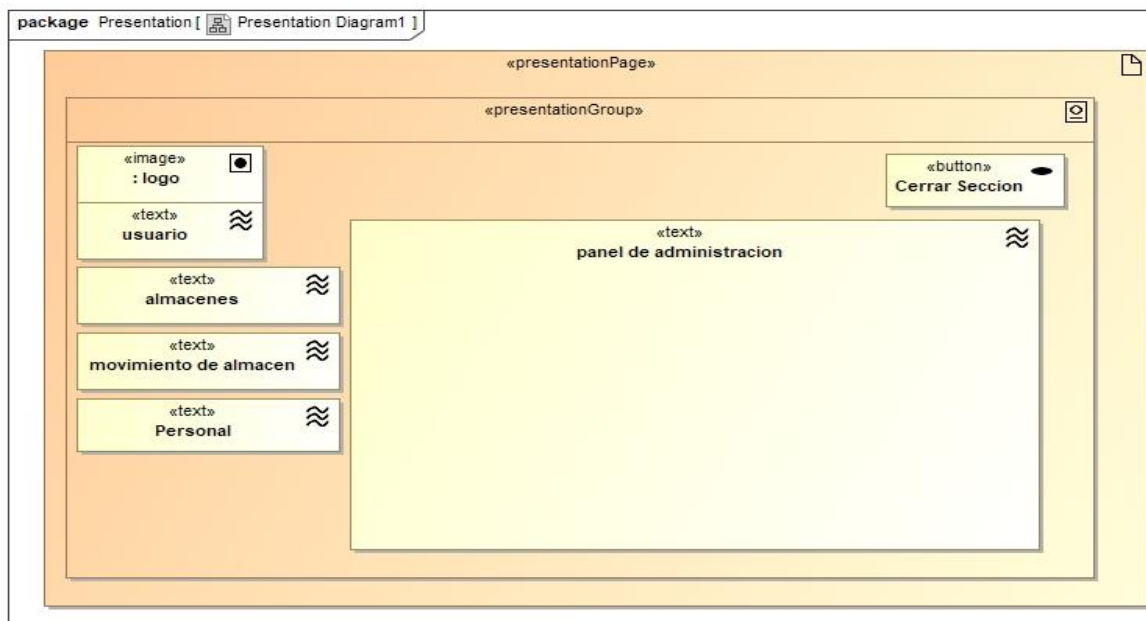 package Presentation [ Presentation Diagram1 ]
«presentationPage»
«presentationGroup»
«image»
: logo
«text»
usuario
«button»
Cerrar Seccion
«text»
almacenes
«text»
movimiento de almacen
«text»
Personal
«text»
panel de administracion